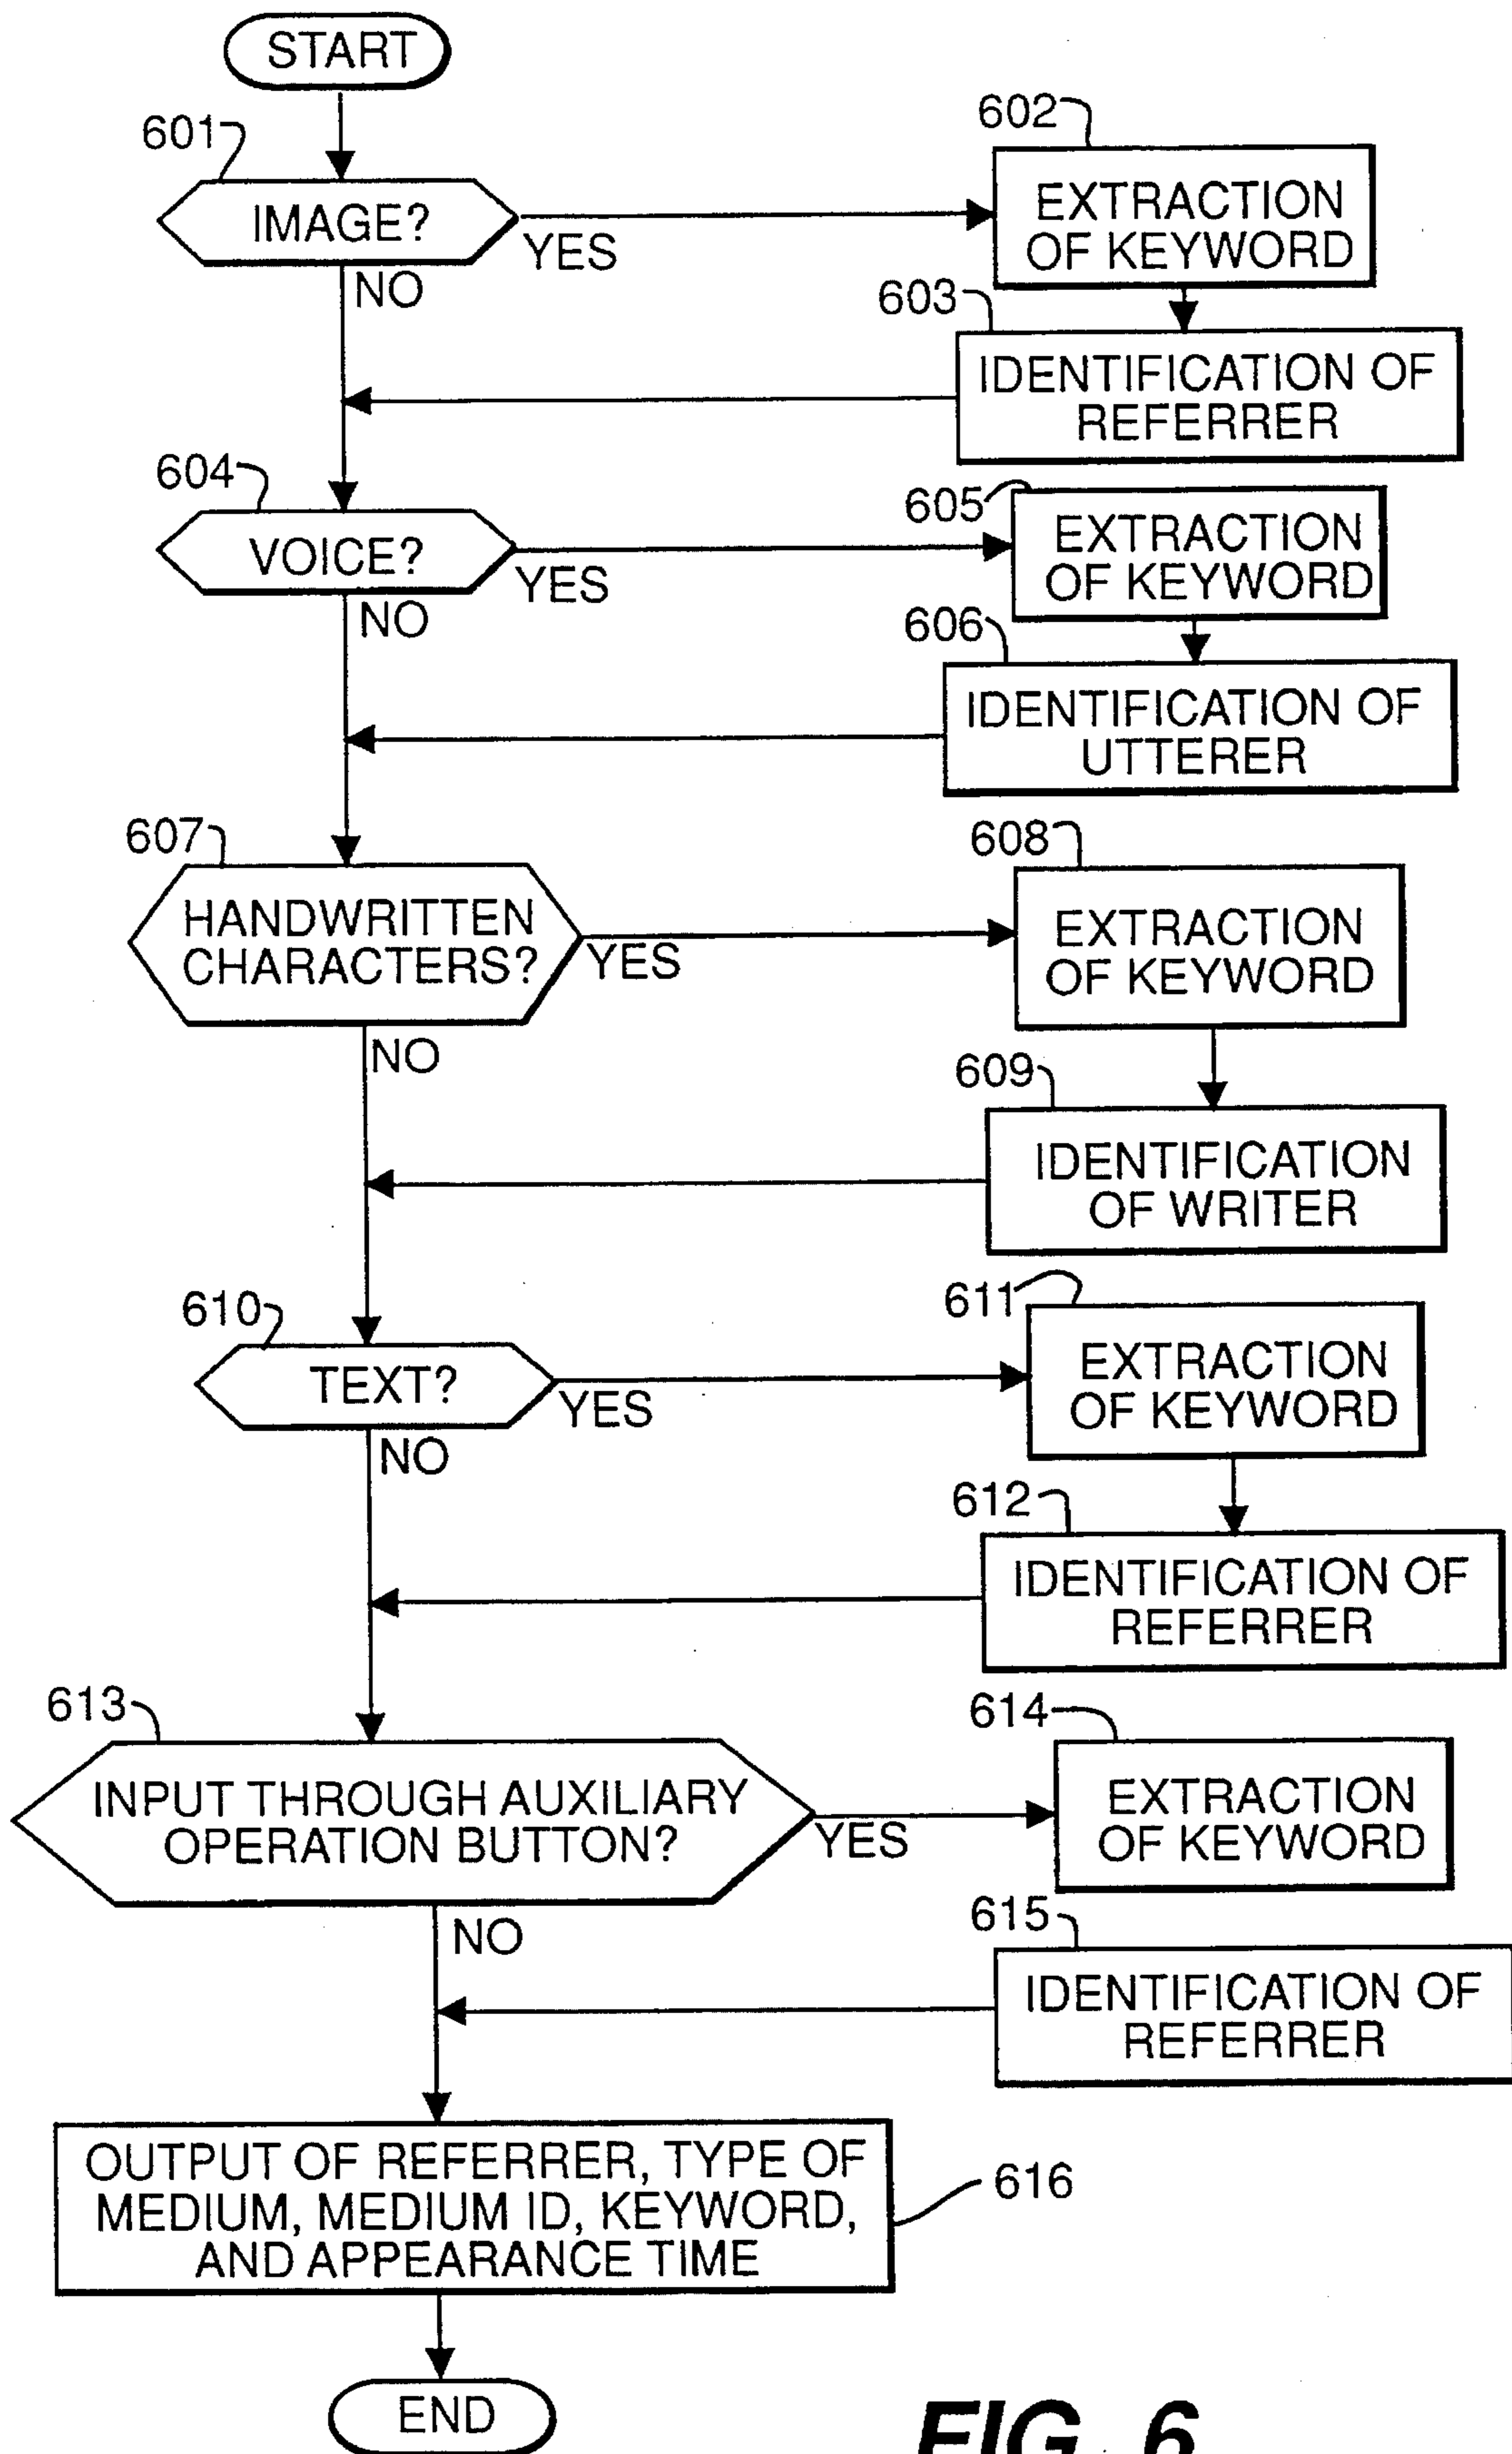 START
601
IMAGE?
YES
NO
602
EXTRACTION
OF KEYWORD
603
IDENTIFICATION OF
REFERRER
604
VOICE?
YES
NO
605
EXTRACTION
OF KEYWORD
606
IDENTIFICATION OF
UTTERER
607
HANDWRITTEN
CHARACTERS?
YES
NO
608
EXTRACTION
OF KEYWORD
609
IDENTIFICATION
OF WRITER
610
TEXT?
YES
NO
611
EXTRACTION
OF KEYWORD
612
IDENTIFICATION OF
REFERRER
613
INPUT THROUGH AUXILIARY
OPERATION BUTTON?
YES
NO
614
EXTRACTION
OF KEYWORD
615
IDENTIFICATION OF
REFERRER
OUTPUT OF REFERRER, TYPE OF
MEDIUM, MEDIUM ID, KEYWORD,
AND APPEARANCE TIME
616
END
FIG. 6